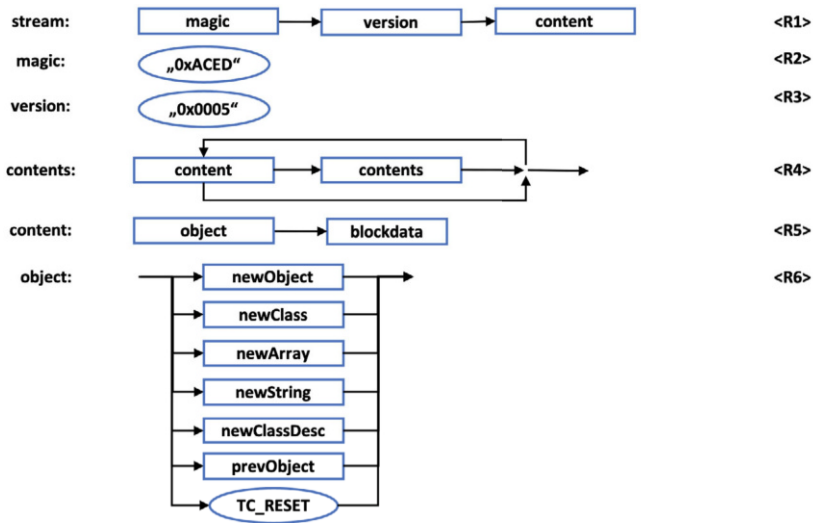 stream: magic version content <R1>
magic: „0xACED“ <R2>
version: „0x0005“ <R3>
contents: content contents <R4>
content: object blockdata <R5>
object: newObject <R6>
newClass
newArray
newString
newClassDesc
prevObject
TC_RESET